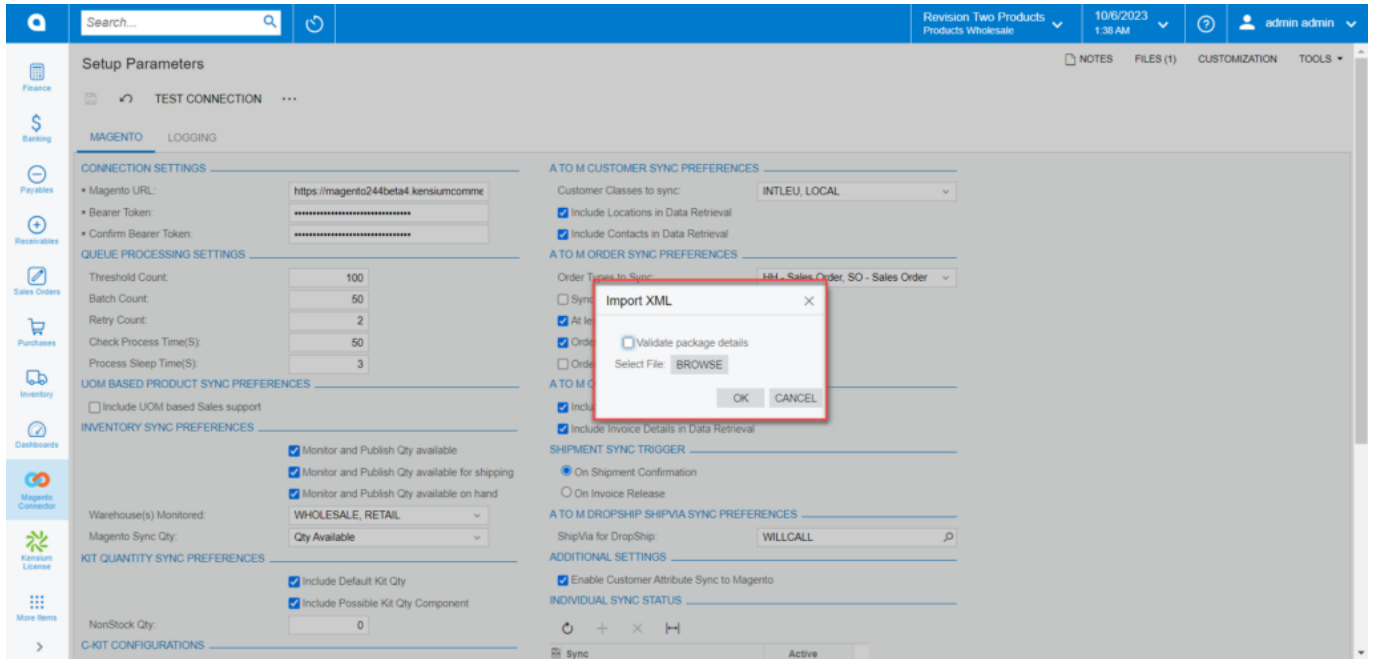 Search...
Revision Two Products
Products Wholesale
10/6/2023
1:38 AM
admin admin
Finance
Banking
Payables
Receivables
Sales Orders
Purchases
Inventory
Dashboards
Magento
Connector
Kensium
License
More Items
Setup Parameters
NOTES FILES (1) CUSTOMIZATION TOOLS
TEST CONNECTION ...
MAGENTO LOGGING
CONNECTION SETTINGS
* Magento URL: https://magento244beta4.kensiumcomme
* Bearer Token: ••••••••••••••••••••••••••••••••
* Confirm Bearer Token: ••••••••••••••••••••••••••••••••
QUEUE PROCESSING SETTINGS
Threshold Count: 100
Batch Count: 50
Retry Count: 2
Check Process Time(S): 50
Process Sleep Time(S): 3
UOM BASED PRODUCT SYNC PREFERENCES
Include UOM based Sales support
INVENTORY SYNC PREFERENCES
Monitor and Publish Qty available
Monitor and Publish Qty available for shipping
Monitor and Publish Qty available on hand
Warehouse(s) Monitored: WHOLESALE, RETAIL
Magento Sync Qty: Qty Available
KIT QUANTITY SYNC PREFERENCES
Include Default Kit Qty
Include Possible Kit Qty Component
NonStock Qty: 0
C-KIT CONFIGURATIONS
A TO M CUSTOMER SYNC PREFERENCES
Customer Classes to sync: INTLEU, LOCAL
Include Locations in Data Retrieval
Include Contacts in Data Retrieval
A TO M ORDER SYNC PREFERENCES
Order Types to Sync: HH - Sales Order, SO - Sales Order
Sync
At le
Orde
Orde
A TO M O
Inclu
Include Invoice Details in Data Retrieval
Import XML
Validate package details
Select File: BROWSE
OK CANCEL
SHIPMENT SYNC TRIGGER
On Shipment Confirmation
On Invoice Release
A TO M DROPSHIP SHIPVIA SYNC PREFERENCES
ShipVia for DropShip: WILLCALL
ADDITIONAL SETTINGS
Enable Customer Attribute Sync to Magento
INDIVIDUAL SYNC STATUS
Sync Active